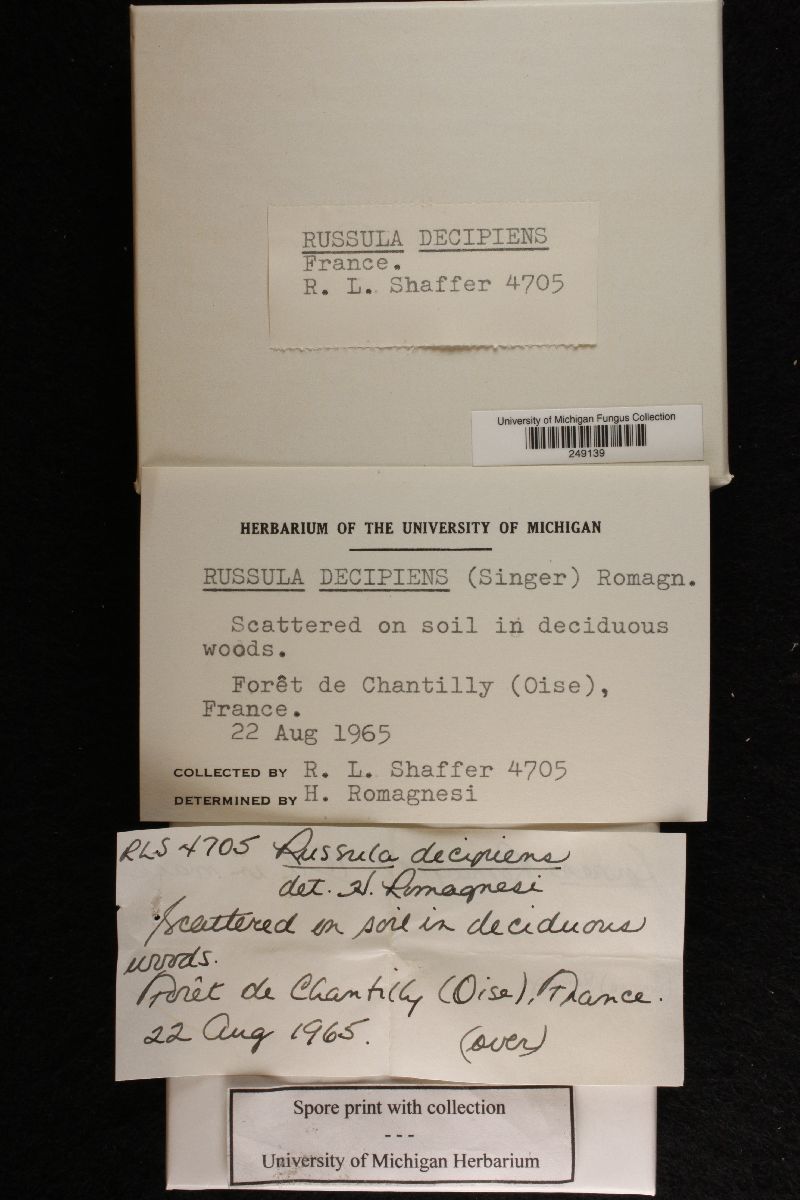 RUSSULA DECIPIENS
France.
R. L. Shaffer 4705
University of Michigan Fungus Collection
249139
HERBARIUM OF THE UNIVERSITY OF MICHIGAN
RUSSULA DECIPIENS (Singer) Romagn.
Scattered on soil in deciduous
woods.
Forêt de Chantilly (Oise),
France.
22 Aug 1965
COLLECTED BY R. L. Shaffer 4705
DETERMINED BY H. Romagnesi
RLS 4705 Russula decipiens
det. H. Romagnesi
Scattered on soil in deciduous
woods.
Forêt de Chantilly (Oise), France.
22 Aug 1965. (over)
Spore print with collection
---
University of Michigan Herbarium